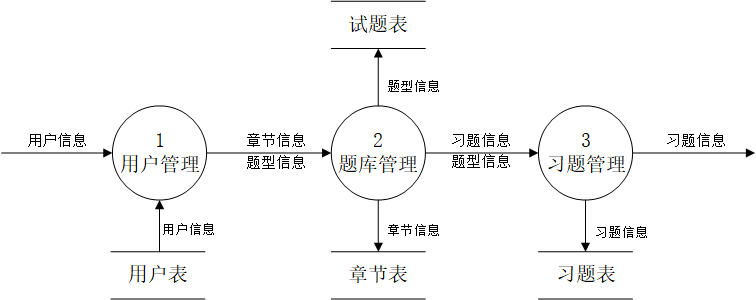 试题表
题型信息
用户信息
1
用户管理
章节信息
题型信息
2
题库管理
习题信息
题型信息
3
习题管理
习题信息
用户信息
章节信息
习题信息
用户表
章节表
习题表